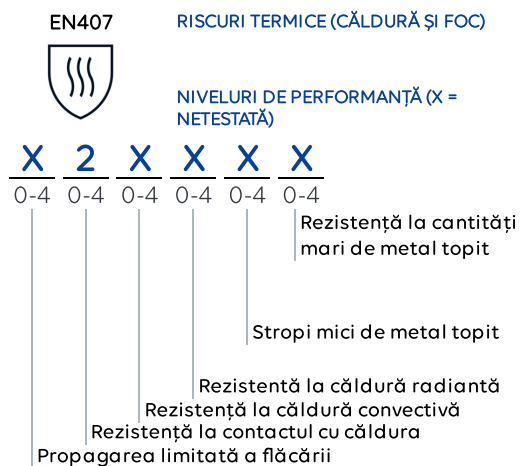 EN407
RISCURI TERMICE (CĂLDURĂ ȘI FOC)
NIVELURI DE PERFORMANȚĂ (X =
NETESTATĂ)
X 2 X X X X
0-4 0-4 0-4 0-4 0-4 0-4
Rezistență la cantități
mari de metal topit
Stropi mici de metal topit
Rezistentă la căldură radiantă
Rezistență la căldură convectivă
Rezistență la contactul cu căldura
Propagarea limitată a flăcării